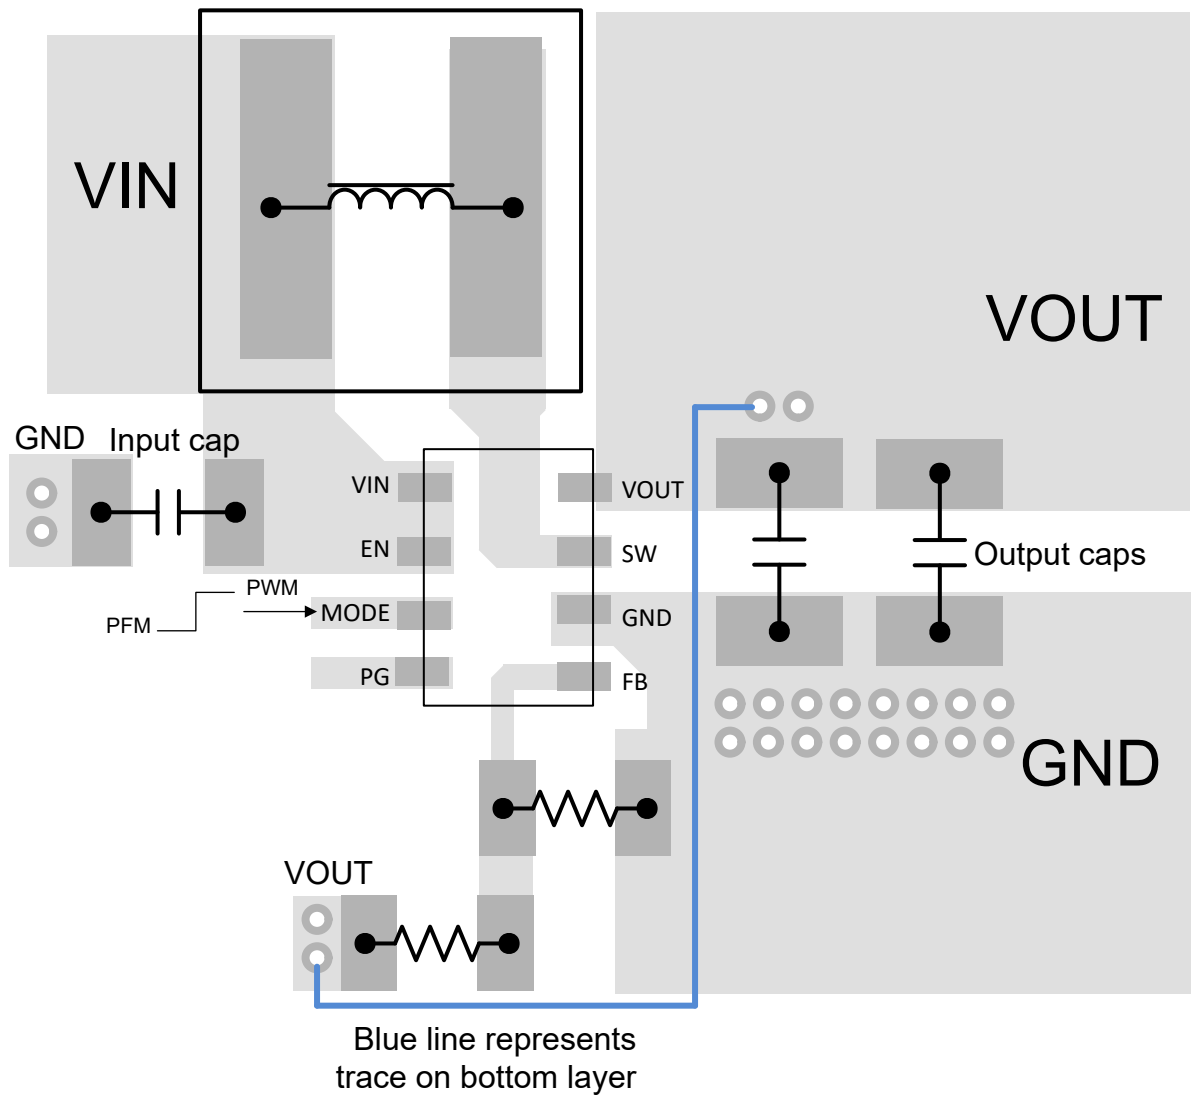 VIN
VOUT
GND
Input cap
VIN
VOUT
EN
SW
Output caps
PWM
PFM
MODE
GND
PG
FB
GND
VOUT
Blue line represents
trace on bottom layer